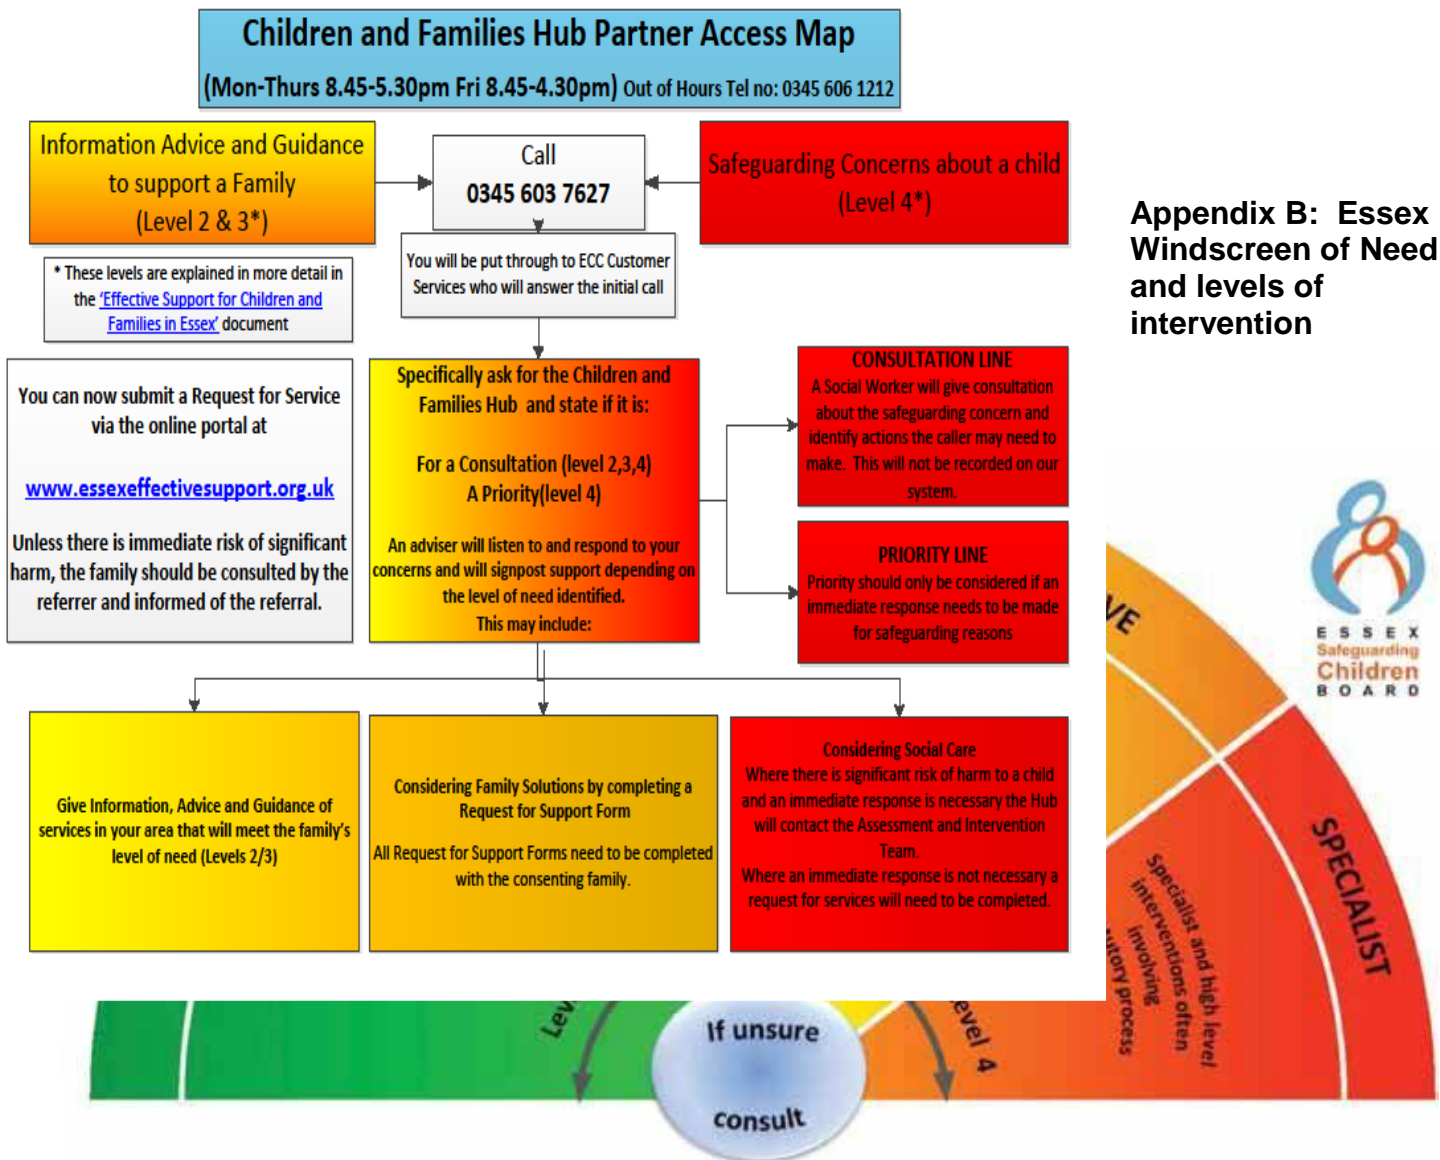 Children and Families Hub Partner Access Map
(Mon-Thurs 8.45-5.30pm Fri 8.45-4.30pm) Out of Hours Tel no: 0345 606 1212
Information Advice and Guidance
to support a Family
(Level 2 & 3*)
Call
0345 603 7627
Safeguarding Concerns about a child
(Level 4*)
Appendix B: Essex
Windscreen of Need
and levels of
intervention
* These levels are explained in more detail in
the 'Effective Support for Children and
Families in Essex' document
You will be put through to ECC Customer
Services who will answer the initial call
You can now submit a Request for Service
via the online portal at
www.essexeffectivesupport.org.uk
Unless there is immediate risk of significant
harm, the family should be consulted by the
referrer and informed of the referral.
Specifically ask for the Children and
Families Hub and state if it is:
For a Consultation (level 2,3,4)
A Priority(level 4)
An adviser will listen to and respond to your
concerns and will signpost support depending on
the level of need identified.
This may include:
CONSULTATION LINE
A Social Worker will give consultation
about the safeguarding concern and
identify actions the caller may need to
make. This will not be recorded on our
system.
PRIORITY LINE
Priority should only be considered if an
immediate response needs to be made
for safeguarding reasons
Give Information, Advice and Guidance of
services in your area that will meet the family's
level of need (Levels 2/3)
Considering Family Solutions by completing a
Request for Support Form
All Request for Support Forms need to be completed
with the consenting family.
Considering Social Care
Where there is significant risk of harm to a child
and an immediate response is necessary the Hub
will contact the Assessment and Intervention
Team.
Where an immediate response is not necessary a
request for services will need to be completed.
VE
ESSEX
Safeguarding
Children
BOARD
SPECIALIST
Specialist and high level
interventions often
involving
utory process
Lev
evel 4
If unsure
consult